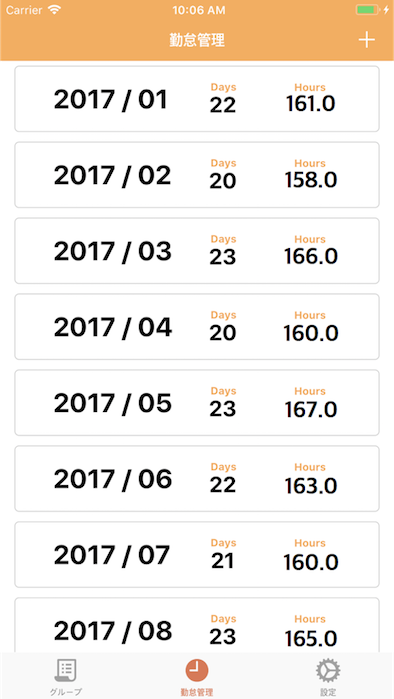 Carrier 10:06 AM
勤怠管理
Days Hours
2017 / 01 22 161.0
Days Hours
2017 / 02 20 158.0
Days Hours
2017 / 03 23 166.0
Days Hours
2017 / 04 20 160.0
Days Hours
2017 / 05 23 167.0
Days Hours
2017 / 06 22 163.0
Days Hours
2017 / 07 21 160.0
Days Hours
2017 / 08 23 165.0
グループ 勤怠管理 設定